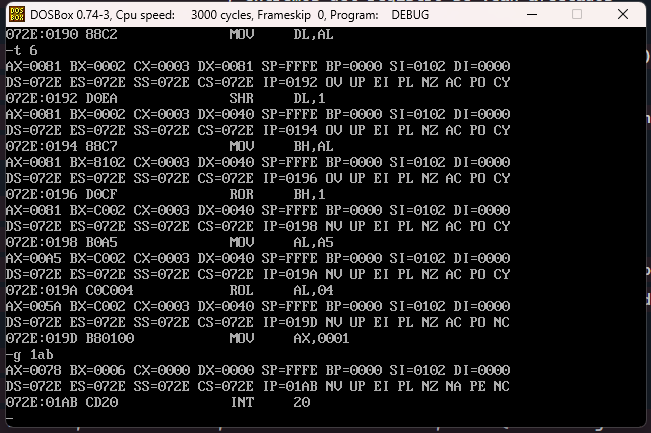 DOSBox 0.74-3, Cpu speed: 3000 cycles, Frameskip 0, Program: DEBUG
072E:0190 88C2 MOV DL,AL
-t 6
AX=0081 BX=0002 CX=0003 DX=0081 SP=FFFE BP=0000 SI=0102 DI=0000
DS=072E ES=072E SS=072E CS=072E IP=0192 OV UP EI PL NZ AC PO CY
072E:0192 D0EA SHR DL,1
AX=0081 BX=0002 CX=0003 DX=0040 SP=FFFE BP=0000 SI=0102 DI=0000
DS=072E ES=072E SS=072E CS=072E IP=0194 OV UP EI PL NZ AC PO CY
072E:0194 88C7 MOV BH,AL
AX=0081 BX=8102 CX=0003 DX=0040 SP=FFFE BP=0000 SI=0102 DI=0000
DS=072E ES=072E SS=072E CS=072E IP=0196 OV UP EI PL NZ AC PO CY
072E:0196 D0CF ROR BH,1
AX=0081 BX=C002 CX=0003 DX=0040 SP=FFFE BP=0000 SI=0102 DI=0000
DS=072E ES=072E SS=072E CS=072E IP=0198 NV UP EI PL NZ AC PO CY
072E:0198 B0A5 MOV AL,A5
AX=00A5 BX=C002 CX=0003 DX=0040 SP=FFFE BP=0000 SI=0102 DI=0000
DS=072E ES=072E SS=072E CS=072E IP=019A NV UP EI PL NZ AC PO CY
072E:019A C0C004 ROL AL,04
AX=005A BX=C002 CX=0003 DX=0040 SP=FFFE BP=0000 SI=0102 DI=0000
DS=072E ES=072E SS=072E CS=072E IP=019D NV UP EI PL NZ AC PO NC
072E:019D B80100 MOV AX,0001
-g 1ab
AX=0078 BX=0006 CX=0000 DX=0000 SP=FFFE BP=0000 SI=0102 DI=0000
DS=072E ES=072E SS=072E CS=072E IP=01AB NV UP EI PL NZ NA PE NC
072E:01AB CD20 INT 20
-